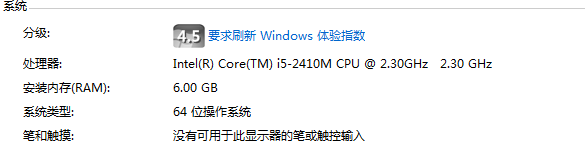 系统
分级: 4.5 要求刷新 Windows 体验指数
处理器: Intel(R) Core(TM) i5-2410M CPU @ 2.30GHz 2.30 GHz
安装内存(RAM): 6.00 GB
系统类型: 64 位操作系统
笔和触摸: 没有可用于此显示器的笔或触控输入